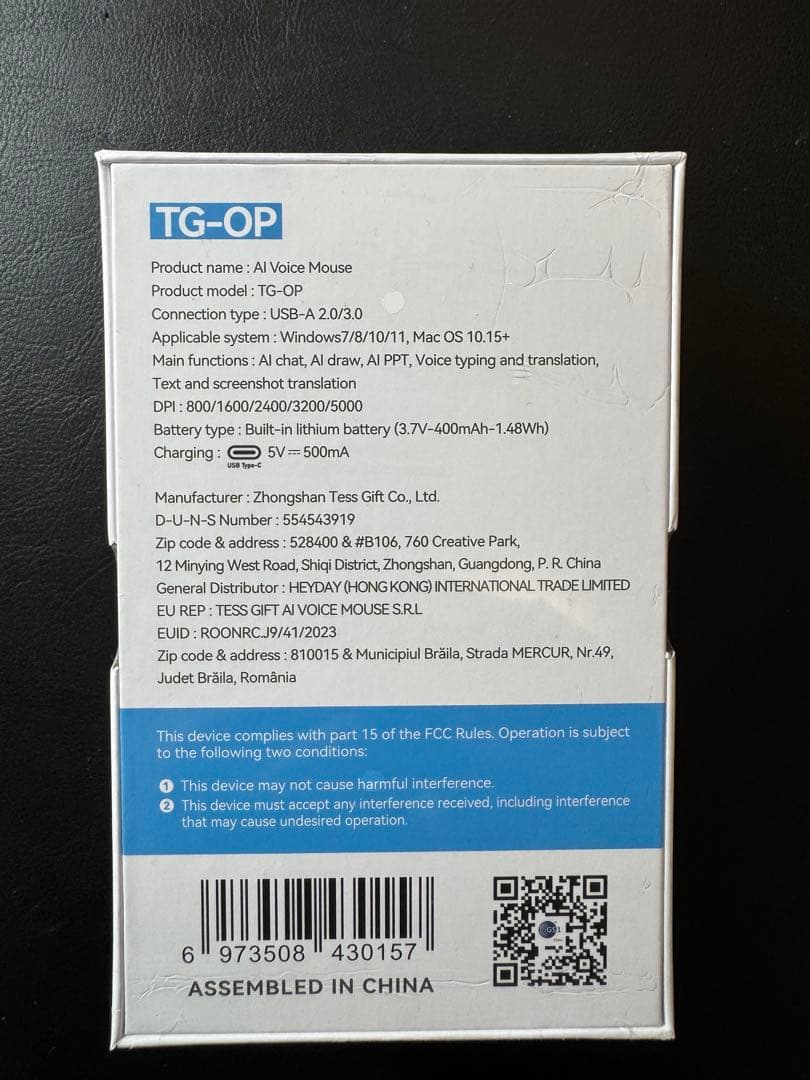 TG-OP
Product name : AI Voice Mouse
Product model : TG-OP
Connection type : USB-A 2.0/3.0
Applicable system : Windows7/8/10/11, Mac OS 10.15+
Main functions : AI chat, AI draw, AI PPT, Voice typing and translation,
Text and screenshot translation
DPI : 800/1600/2400/3200/5000
Battery type : Built-in lithium battery (3.7V-400mAh-1.48Wh)
Charging : 5V⎓500mA
USB Type-C
Manufacturer : Zhongshan Tess Gift Co., Ltd.
D-U-N-S Number : 554543919
Zip code & address : 528400 & #B106, 760 Creative Park,
12 Minying West Road, Shiqi District, Zhongshan, Guangdong, P. R. China
General Distributor : HEYDAY (HONG KONG) INTERNATIONAL TRADE LIMITED
EU REP : TESS GIFT AI VOICE MOUSE S.R.L
EUID : ROONRC.J9/41/2023
Zip code & address : 810015 & Municipiul Brăila, Strada MERCUR, Nr.49,
Judet Brăila, România
This device complies with part 15 of the FCC Rules. Operation is subject
to the following two conditions:
1 This device may not cause harmful interference.
2 This device must accept any interference received, including interference
that may cause undesired operation.
6 973508 430157
GS1
ASSEMBLED IN CHINA